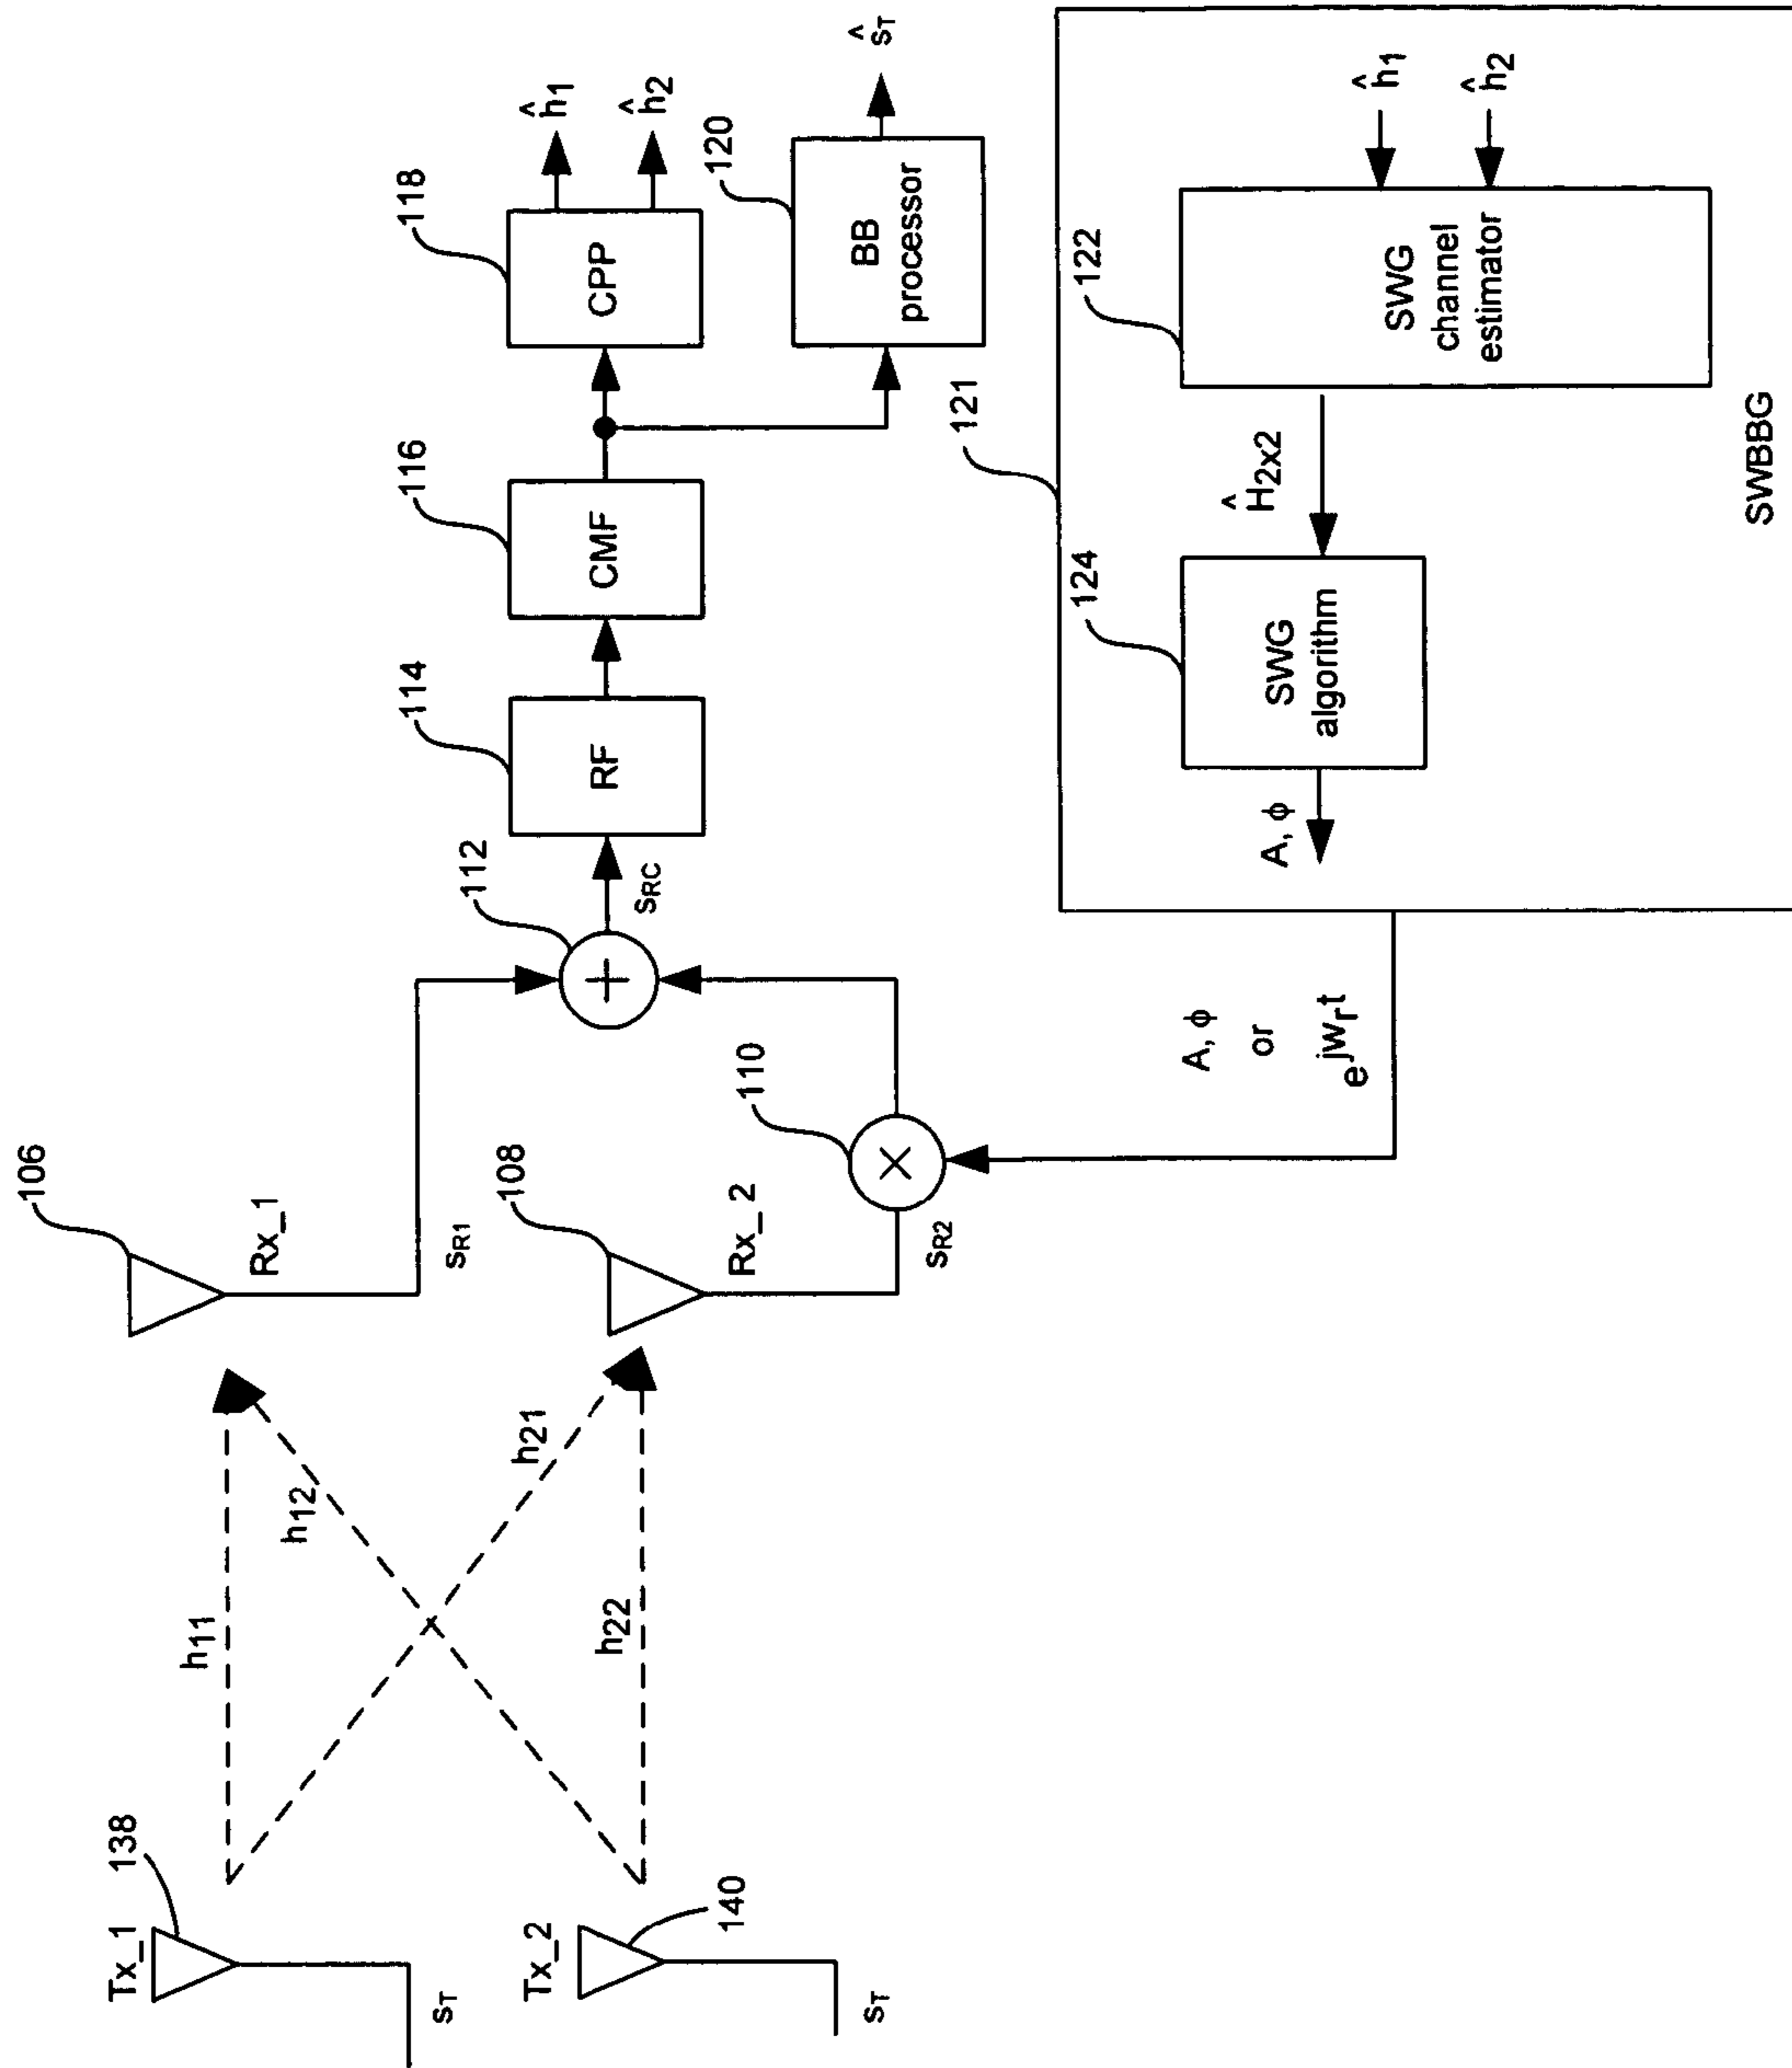 Tx_1
138
sT
Tx_2
140
sT
h11
h12
h21
h22
106
Rx_1
sR1
108
Rx_2
sR2
110
×
112
+
sRC
114
RF
116
CMF
118
CPP
ĥ1
ĥ2
120
BB
processor
ŝT
A, ϕ
or
e^jwrt
121
124
SWG
algorithm
A, ϕ
Ĥ2x2
122
SWG
channel
estimator
ĥ1
ĥ2
SWBBG